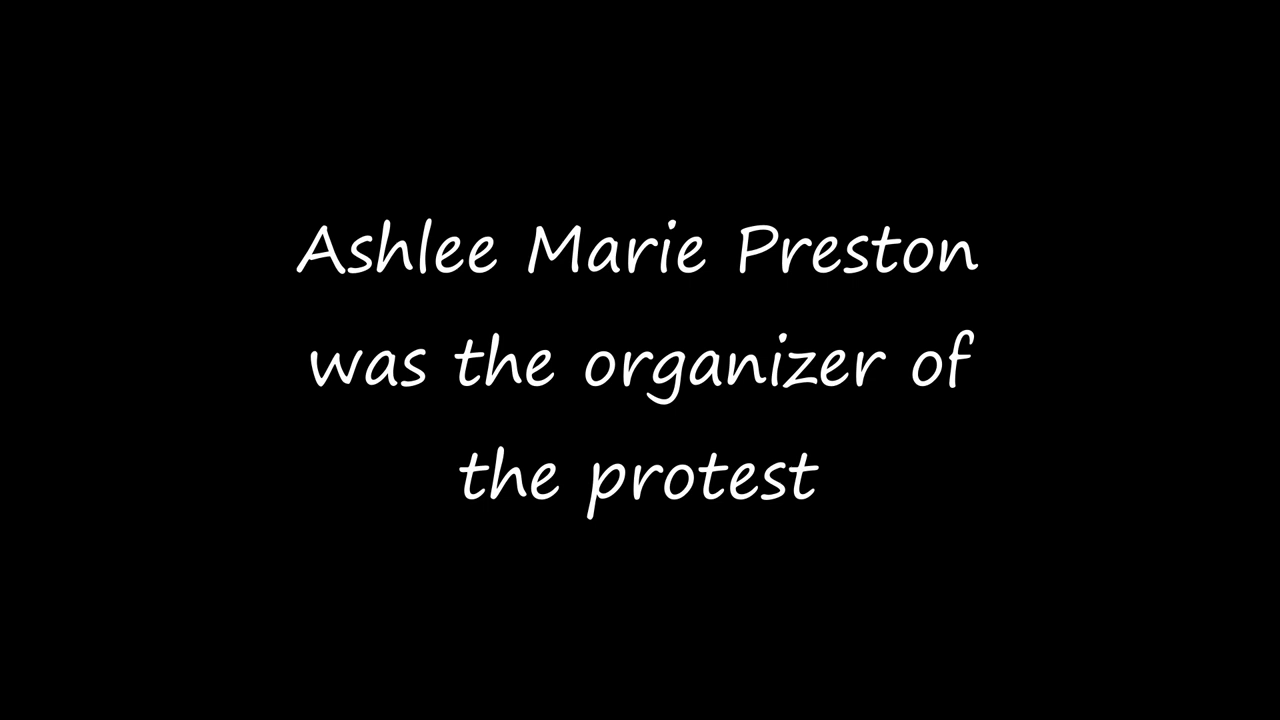 Ashlee Marie Preston
was the organizer of
the protest